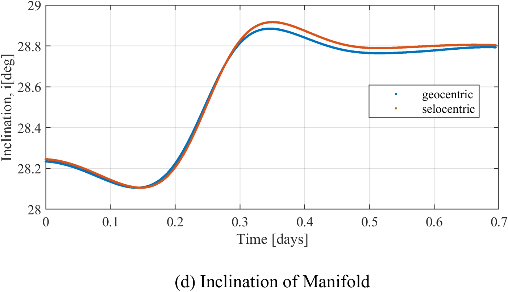 29
28.8
28.6
28.4
28.2
28
Inclination, i[deg]
geocentric
selocentric
0 0.1 0.2 0.3 0.4 0.5 0.6 0.7
Time [days]
(d) Inclination of Manifold